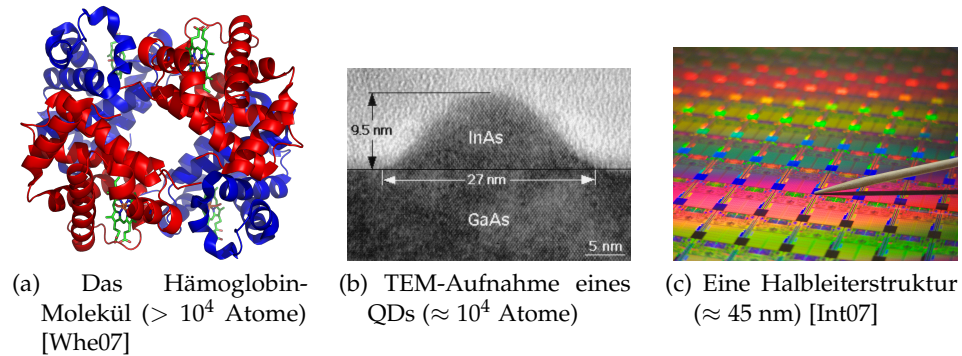 9.5 nm
InAs
27 nm
GaAs
5 nm
(a) Das Hämoglobin-
Molekül (> 10⁴ Atome)
[Whe07]
(b) TEM-Aufnahme eines
QDs (≈ 10⁴ Atome)
(c) Eine Halbleiterstruktur
(≈ 45 nm) [Int07]